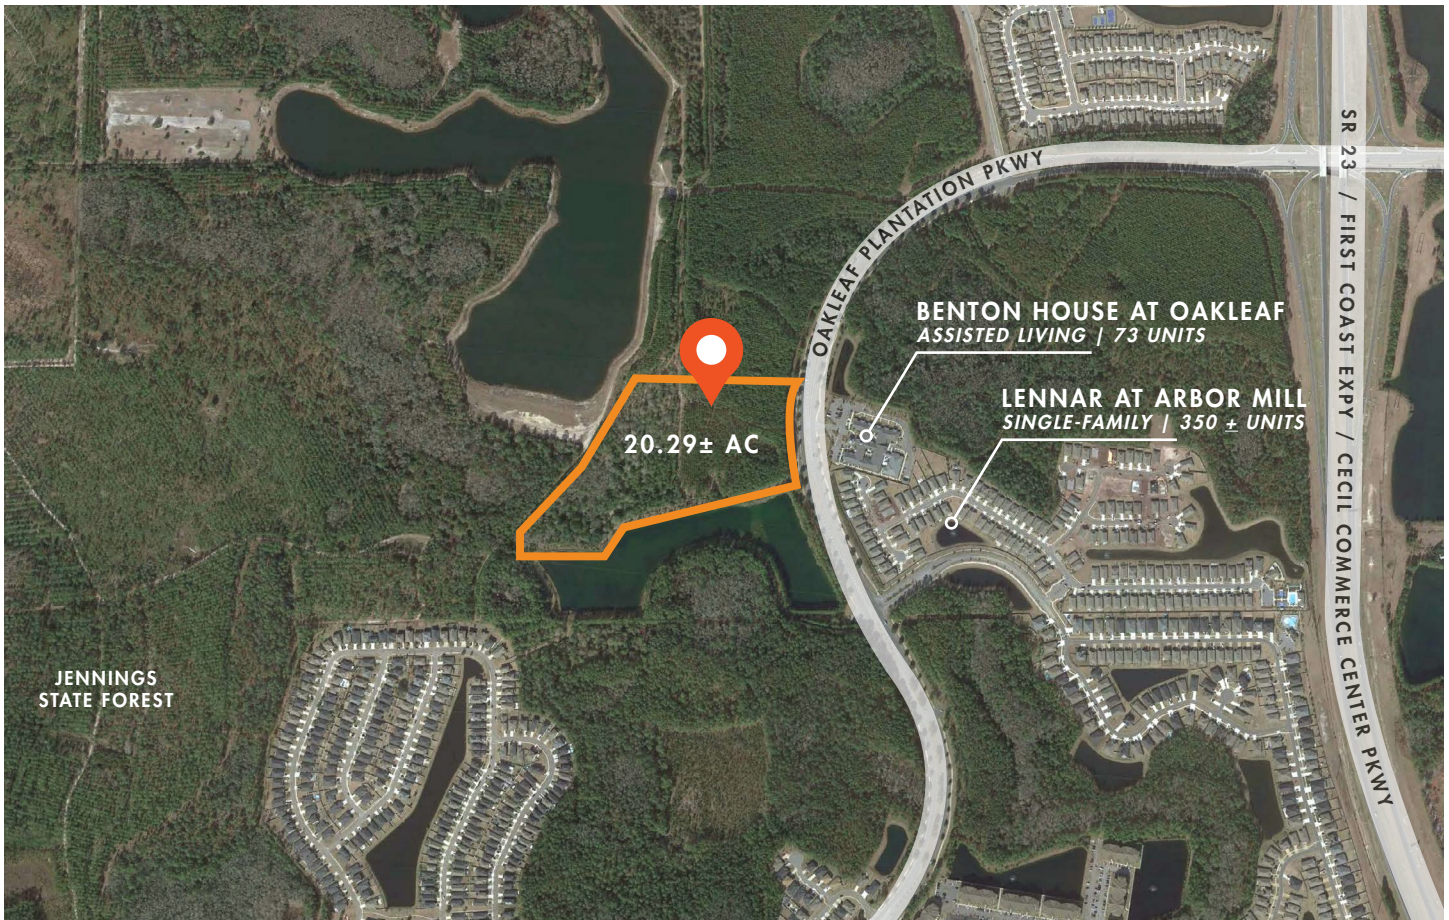 OAKLEAF PLANTATION PKWY
SR 23 / FIRST COAST EXPY / CECIL COMMERCE CENTER PKWY
BENTON HOUSE AT OAKLEAF
ASSISTED LIVING | 73 UNITS
LENNAR AT ARBOR MILL
SINGLE-FAMILY | 350 ± UNITS
20.29± AC
JENNINGS
STATE FOREST